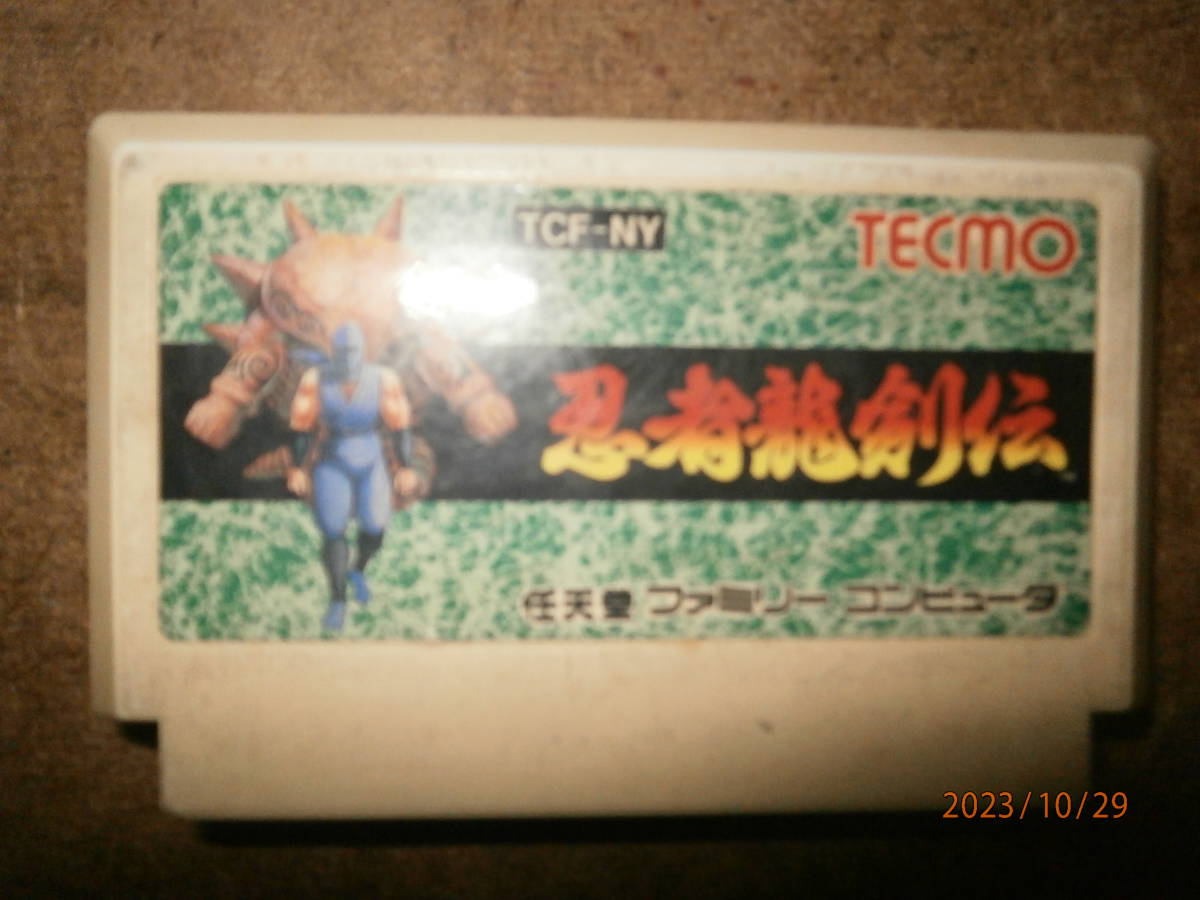 TCF-NY
TECMO
忍者龍剣伝
TM
任天堂 ファミリー コンピュータ
2023/10/29